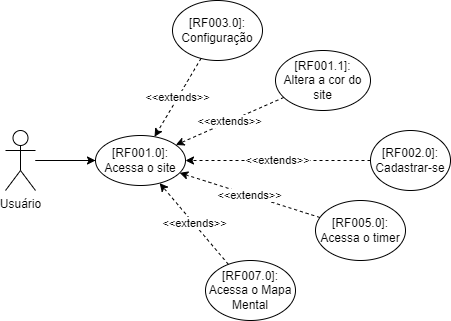 [RF003.0]:
Configuração
[RF001.1]:
Altera a cor do
site
<<extends>>
<<extends>>
[RF001.0]:
Acessa o site
<<extends>>
[RF002.0]:
Cadastrar-se
Usuário
<<extends>>
<<extends>>
[RF005.0]:
Acessa o timer
[RF007.0]:
Acessa o Mapa
Mental